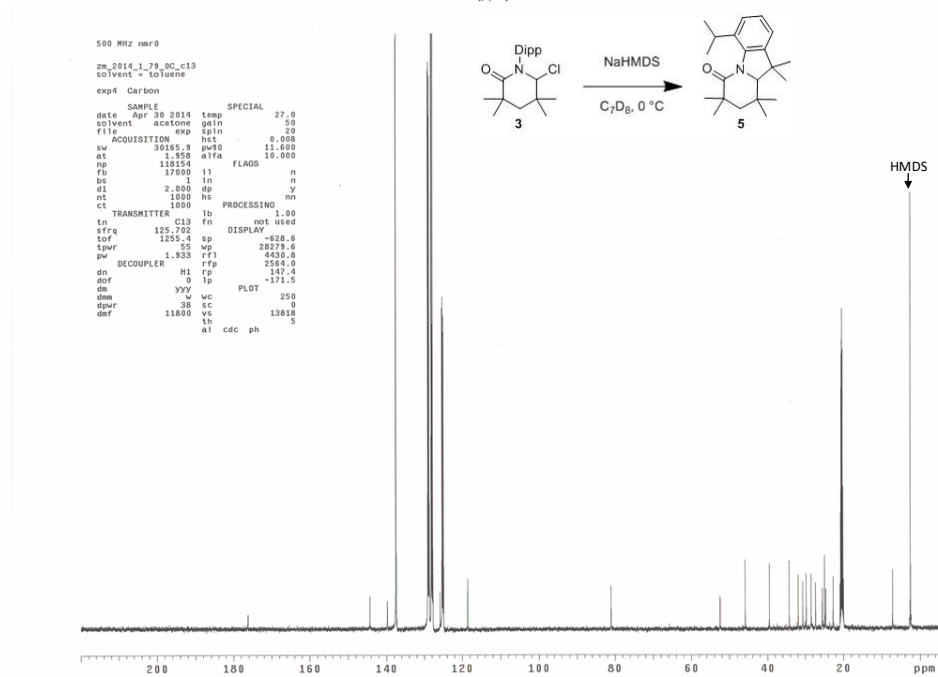 500 MHz nmr0
zm_2014_1_79_0C_c13
solvent = toluene
exp4 Carbon
SAMPLE SPECIAL
date Apr 30 2014 temp 27.0
solvent acetone gain 50
file exp spin 20
ACQUISITION hst 0.008
sw 30165.9 pw90 11.600
at 1.958 alfa 10.000
np 118154 FLAGS
fb 17000 il n
bs 1 in n
d1 2.000 dp y
nt 1000 hs nn
ct 1000 PROCESSING
TRANSMITTER lb 1.00
tn C13 fn not used
sfrq 125.702 DISPLAY
tof 1255.4 sp -628.6
tpwr 55 wp 28279.6
pw 1.933 rfl 4430.8
DECOUPLER rfp 2564.0
dn H1 rp 147.4
dof 0 lp -171.5
dm yyy PLOT
dmm w wc 250
dpwr 38 sc 0
dmf 11800 vs 13818
th 5
ai cdc ph
Dipp
O N Cl
3
NaHMDS
C7D8, 0 °C
O N
5
HMDS
200 180 160 140 120 100 80 60 40 20 ppm